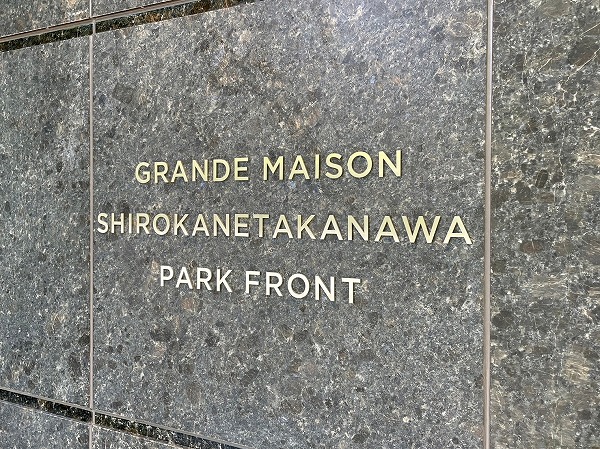 GRANDE MAISON
SHIROKANETAKANAWA
PARK FRONT